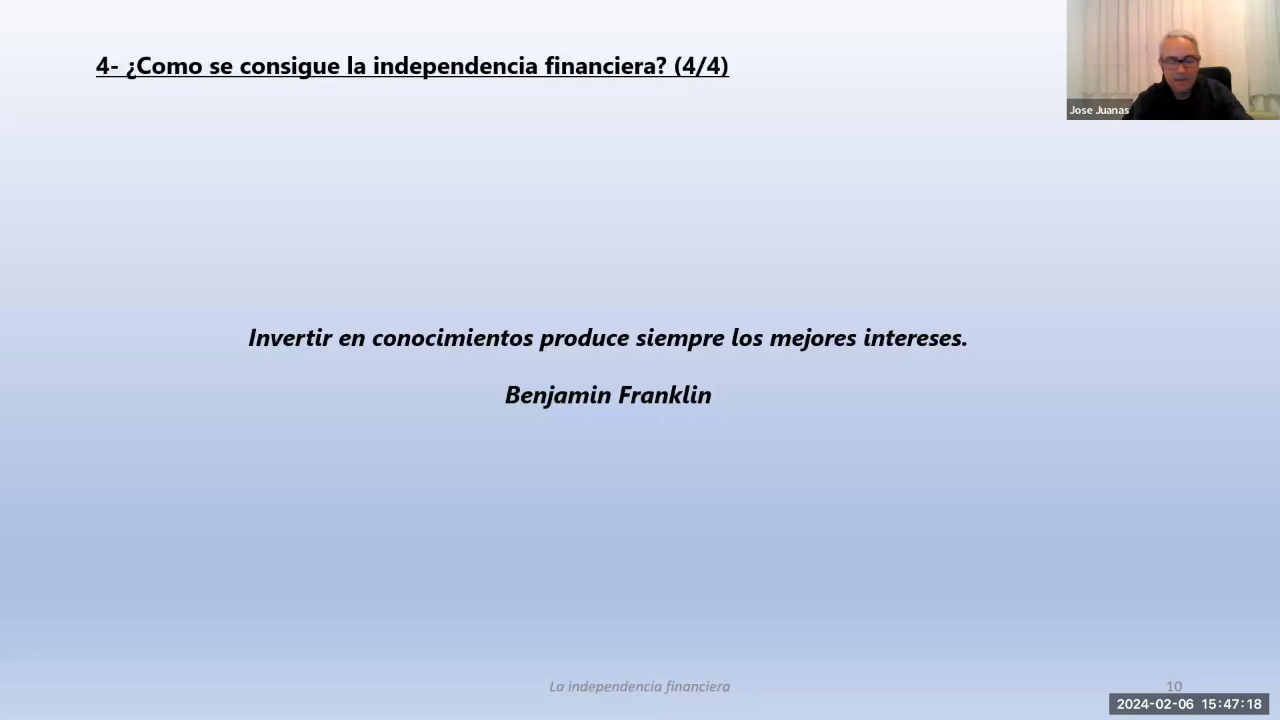 4- ¿Como se consigue la independencia financiera? (4/4)
Jose Juanas
Invertir en conocimientos produce siempre los mejores intereses.
Benjamin Franklin
La independencia financiera
10
2024-02-06 15:47:18